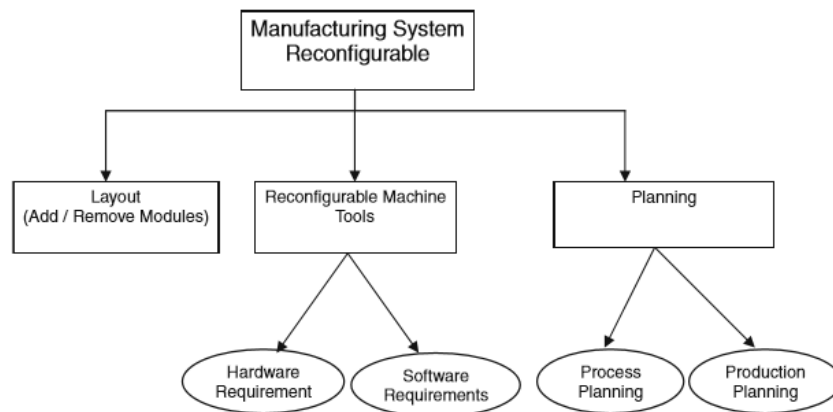 Manufacturing System
Reconfigurable
Layout
(Add / Remove Modules)
Reconfigurable Machine
Tools
Planning
Hardware
Requirement
Software
Requirements
Process
Planning
Production
Planning